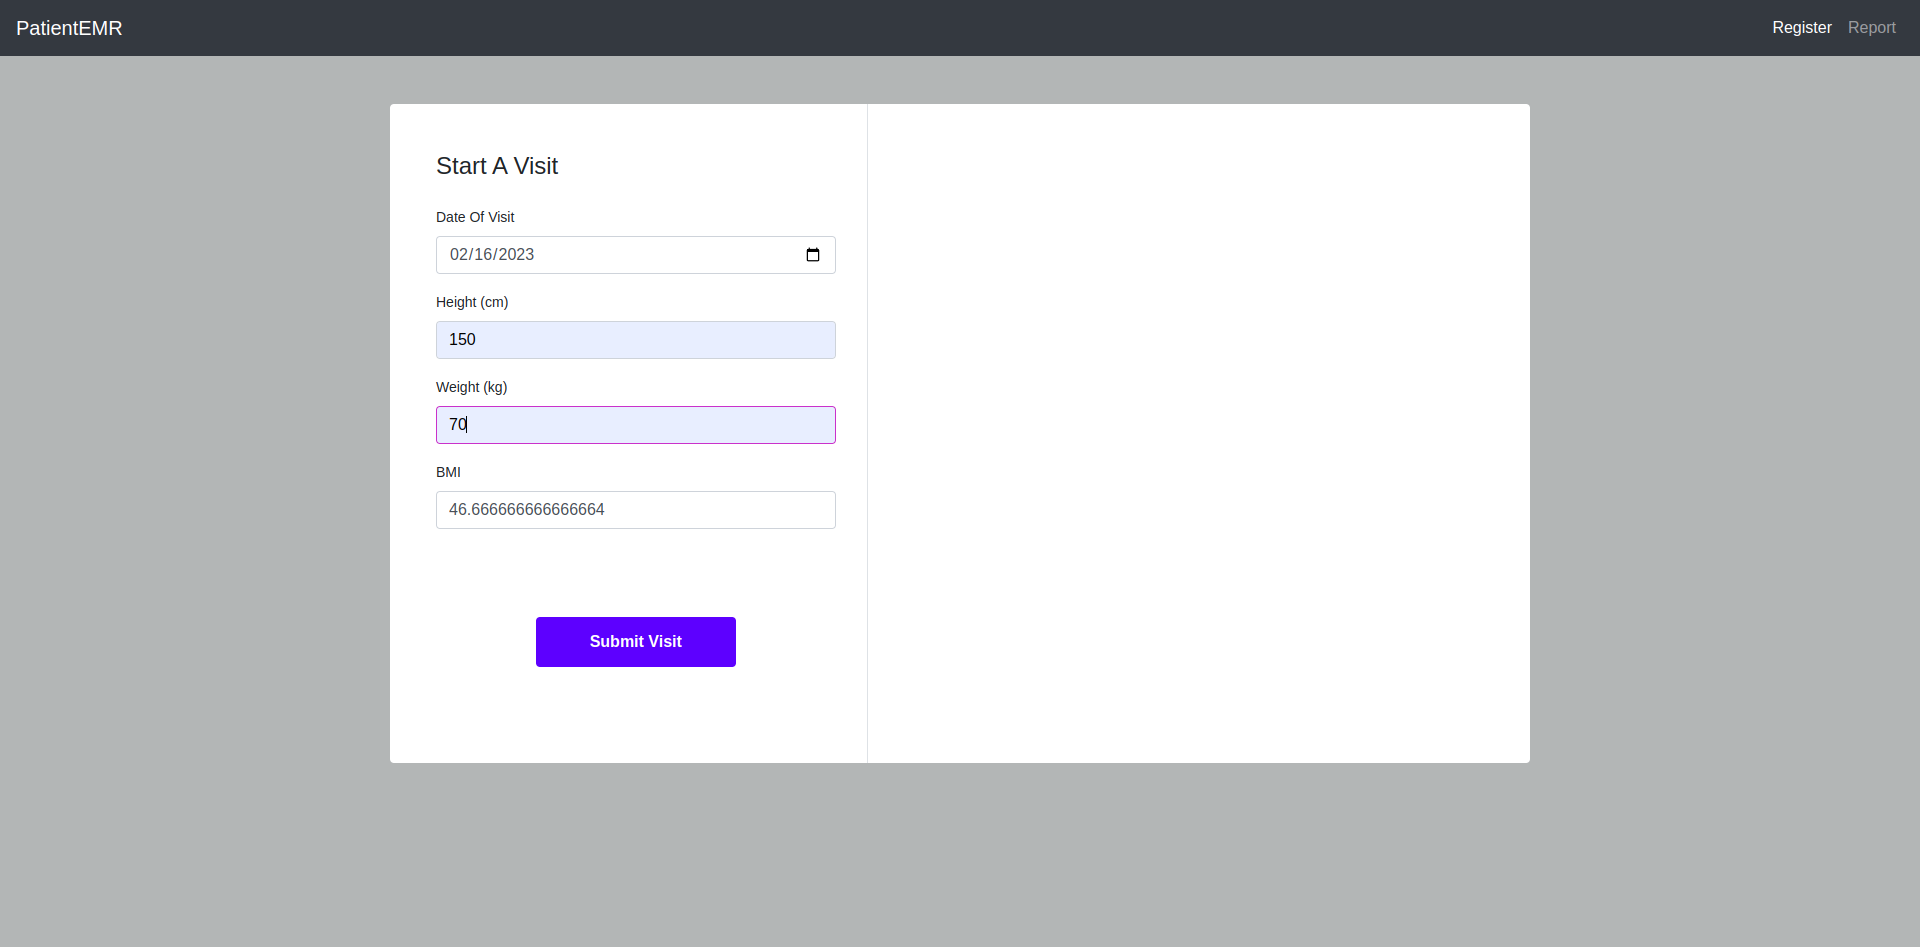 PatientEMR
Register Report
Start A Visit
Date Of Visit
02/16/2023
Height (cm)
150
Weight (kg)
70
BMI
46.666666666666664
Submit Visit